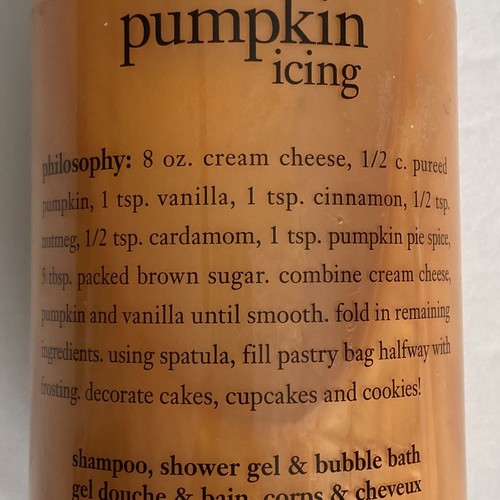 pumpkin
icing
philosophy: 8 oz. cream cheese, 1/2 c. pureed
pumpkin, 1 tsp. vanilla, 1 tsp. cinnamon, 1/2 tsp.
nutmeg, 1/2 tsp. cardamom, 1 tsp. pumpkin pie spice,
5 tbsp. packed brown sugar. combine cream cheese,
pumpkin and vanilla until smooth. fold in remaining
ingredients. using spatula, fill pastry bag halfway with
frosting. decorate cakes, cupcakes and cookies!
shampoo, shower gel & bubble bath
gel douche & bain, corps & cheveux